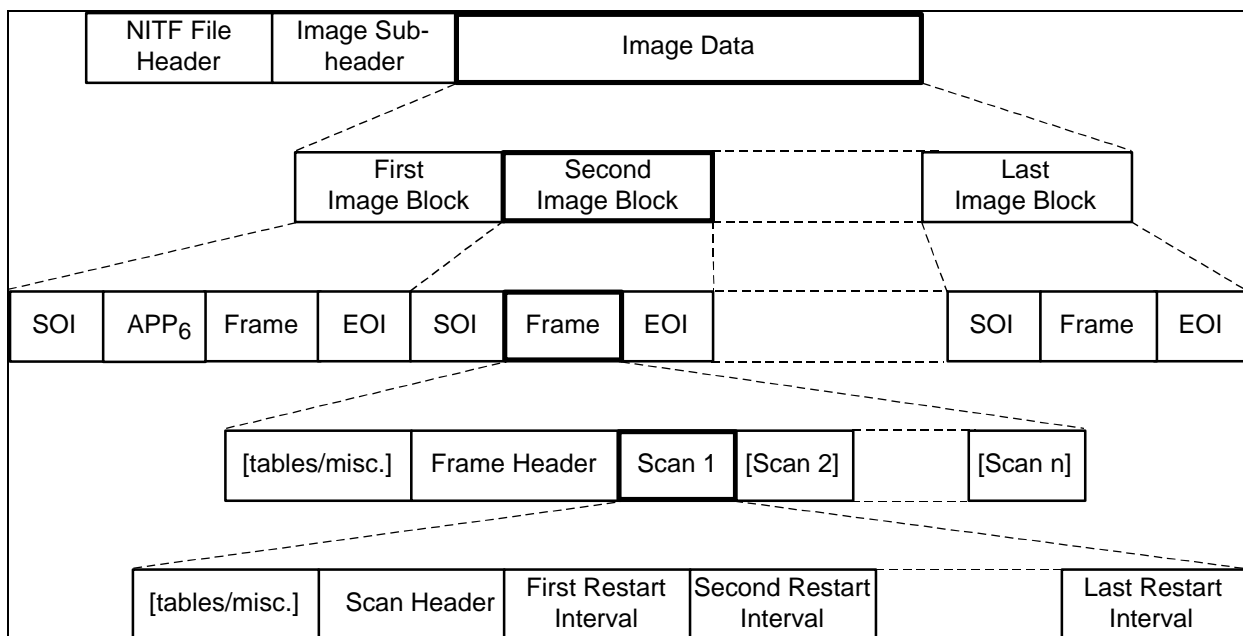 NITF File
Header
Image Sub-
header
Image Data
First
Image Block
Second
Image Block
Last
Image Block
SOI
APP6
Frame
EOI
SOI
Frame
EOI
SOI
Frame
EOI
[tables/misc.]
Frame Header
Scan 1
[Scan 2]
[Scan n]
[tables/misc.]
Scan Header
First Restart
Interval
Second Restart
Interval
Last Restart
Interval